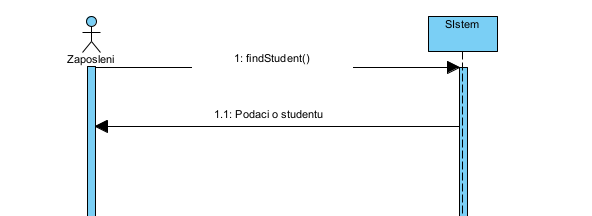 SIstem
Zaposleni
1: findStudent()
1.1: Podaci o studentu